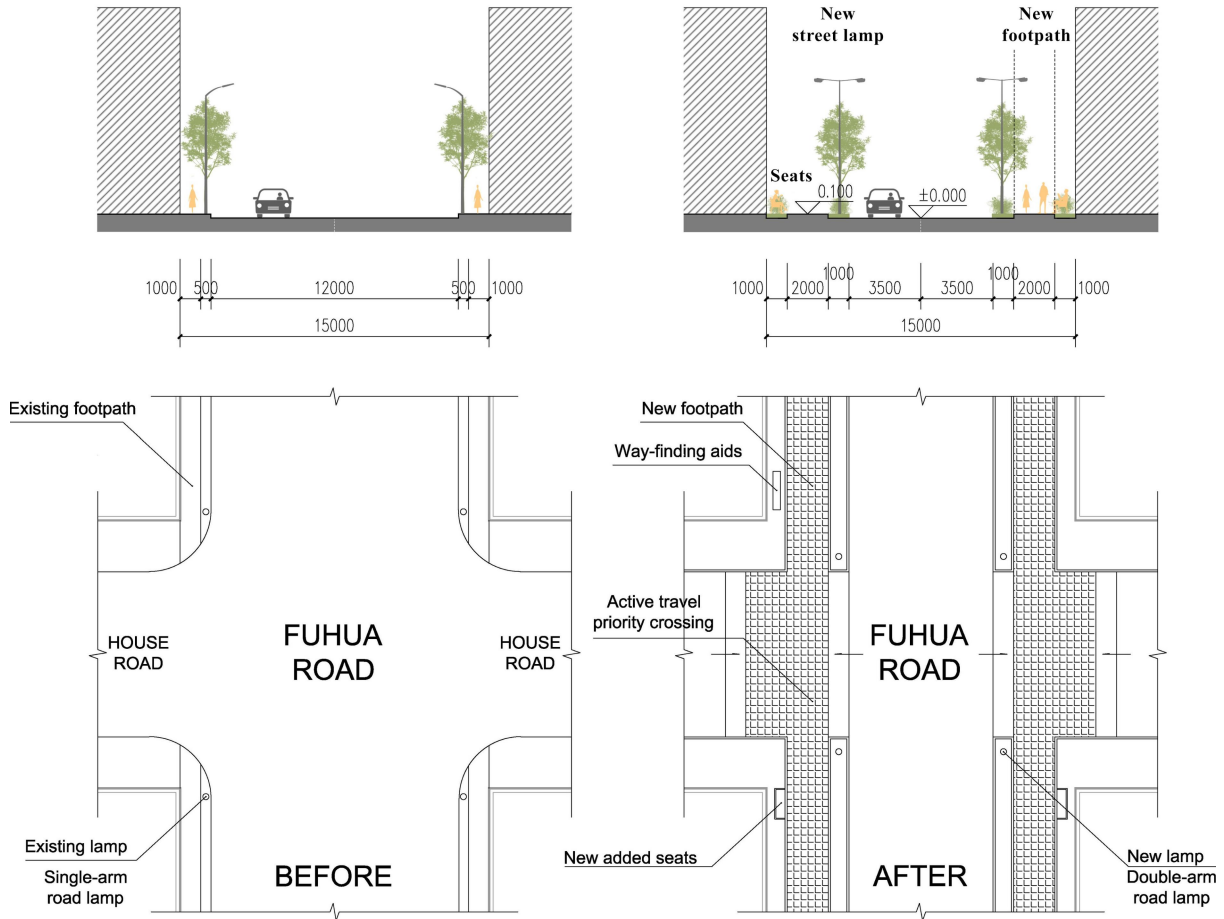 New
street lamp
New
footpath
Seats
0.100
±0.000
1000 500 12000 500 1000
15000
1000 2000 1000 3500 3500 1000 2000 1000
15000
Existing footpath
HOUSE
ROAD
FUHUA
ROAD
HOUSE
ROAD
Existing lamp
Single-arm
road lamp
BEFORE
New footpath
Way-finding aids
Active travel
priority crossing
FUHUA
ROAD
New added seats
AFTER
New lamp
Double-arm
road lamp